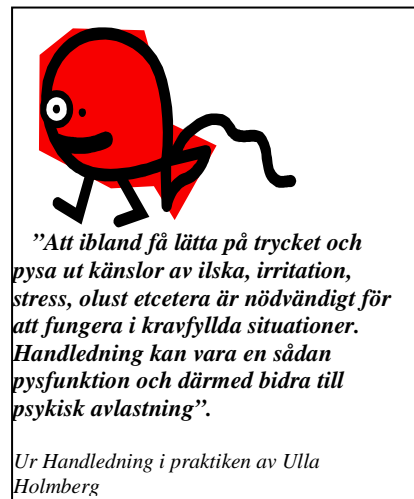 ”Att ibland få lätta på trycket och
pysa ut känslor av ilska, irritation,
stress, olust etcetera är nödvändigt för
att fungera i kravfyllda situationer.
Handledning kan vara en sådan
pysfunktion och därmed bidra till
psykisk avlastning”.
Ur Handledning i praktiken av Ulla
Holmberg